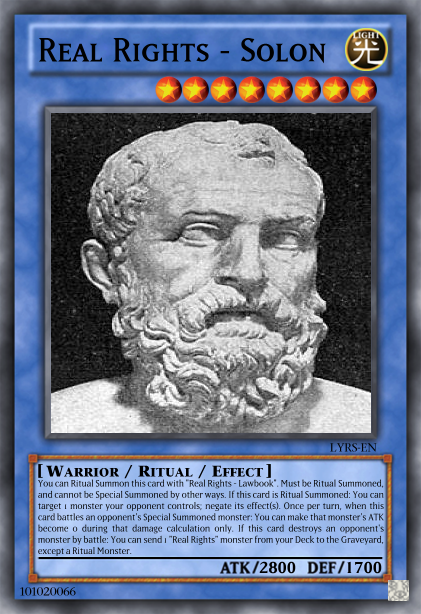 Real Rights - Solon
LIGHT
光
LYRS-EN
[ Warrior / Ritual / Effect ]
You can Ritual Summon this card with "Real Rights - Lawbook". Must be Ritual Summoned,
and cannot be Special Summoned by other ways. If this card is Ritual Summoned: You can
target 1 monster your opponent controls; negate its effect(s). Once per turn, when this
card battles an opponent's Special Summoned monster: You can make that monster's ATK
become 0 during that damage calculation only. If this card destroys an opponent's
monster by battle: You can send 1 "Real Rights" monster from your Deck to the Graveyard,
except a Ritual Monster.
ATK/2800 DEF/1700
101020066